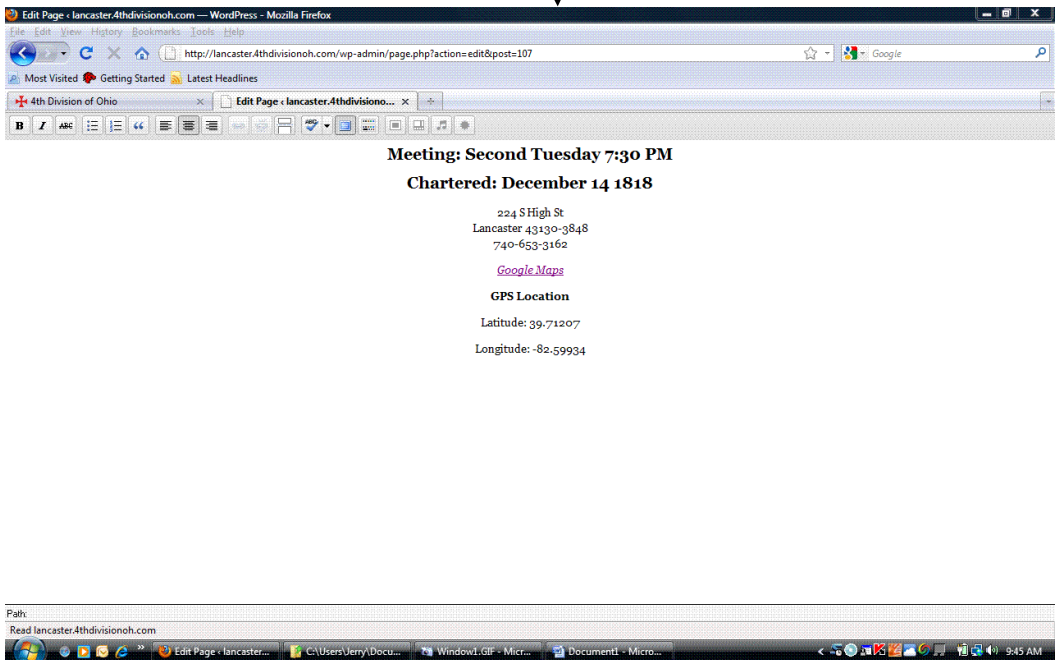 Edit Page ‹ lancaster.4thdivisionoh.com — WordPress - Mozilla Firefox
File Edit View History Bookmarks Tools Help
http://lancaster.4thdivisionoh.com/wp-admin/page.php?action=edit&post=107
Google
Most Visited Getting Started Latest Headlines
4th Division of Ohio
Edit Page ‹ lancaster.4thdivisiono...
B I ABC ABC
Meeting: Second Tuesday 7:30 PM
Chartered: December 14 1818
224 S High St
Lancaster 43130-3848
740-653-3162
Google Maps
GPS Location
Latitude: 39.71207
Longitude: -82.59934
Path:
Read lancaster.4thdivisionoh.com
Edit Page ‹ lancaster... C:\Users\Jerry\Docu... Window1.GIF - Micr... Document1 - Micro... 9:45 AM